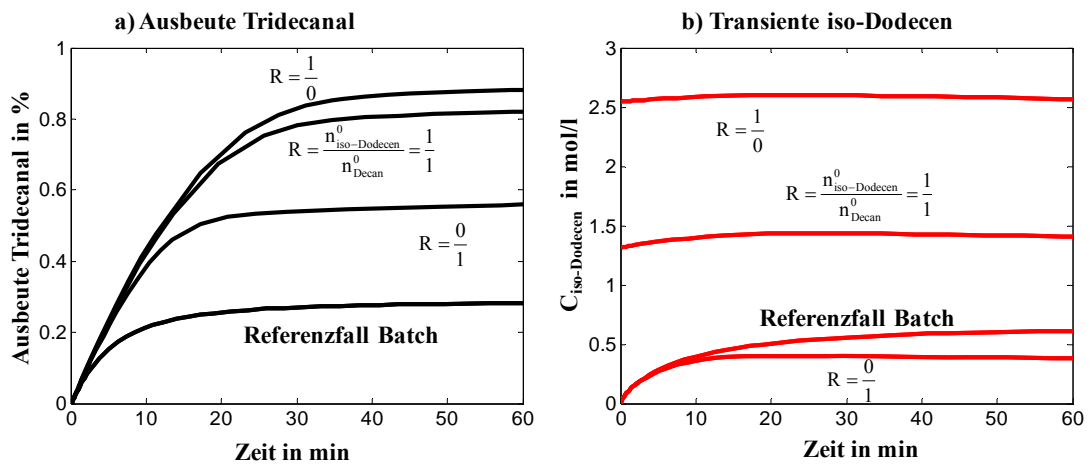 a) Ausbeute Tridecanal
Ausbeute Tridecanal in %
1
0.8
0.6
0.4
0.2
0
0 10 20 30 40 50 60
Zeit in min
R = 1/0
R = n⁰iso-Dodecen / n⁰Decan = 1/1
R = 0/1
Referenzfall Batch
b) Transiente iso-Dodecen
Ciso-Dodecen in mol/l
3
2.5
2
1.5
1
0.5
0
0 10 20 30 40 50 60
Zeit in min
R = 1/0
R = n⁰iso-Dodecen / n⁰Decan = 1/1
Referenzfall Batch
R = 0/1